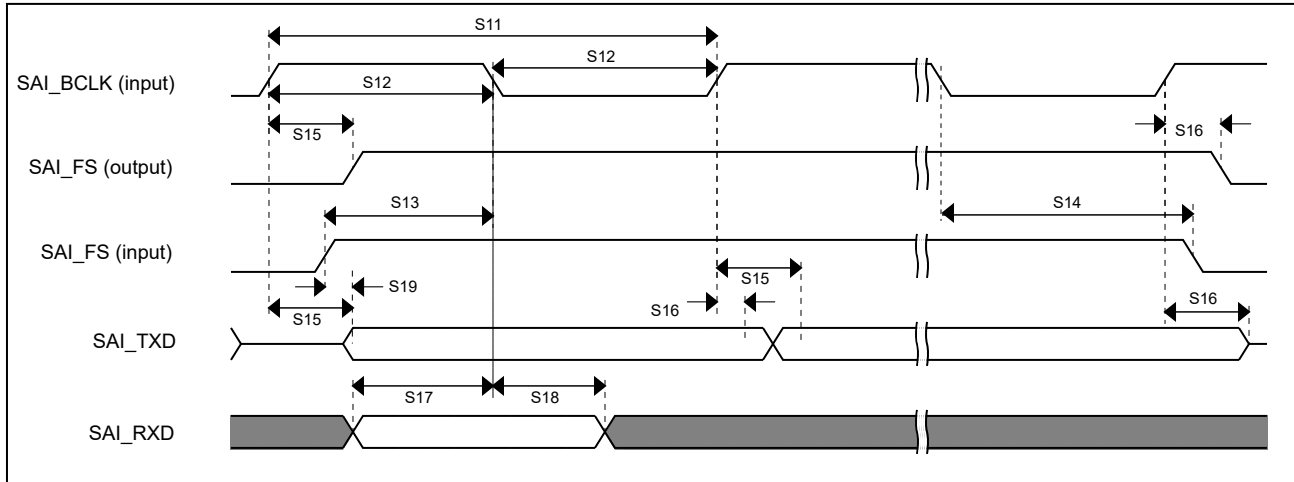 S11
SAI_BCLK (input)
S12
S12
S15
S16
SAI_FS (output)
S13
S14
SAI_FS (input)
S19
S15
S15
S16
S16
SAI_TXD
S17
S18
SAI_RXD